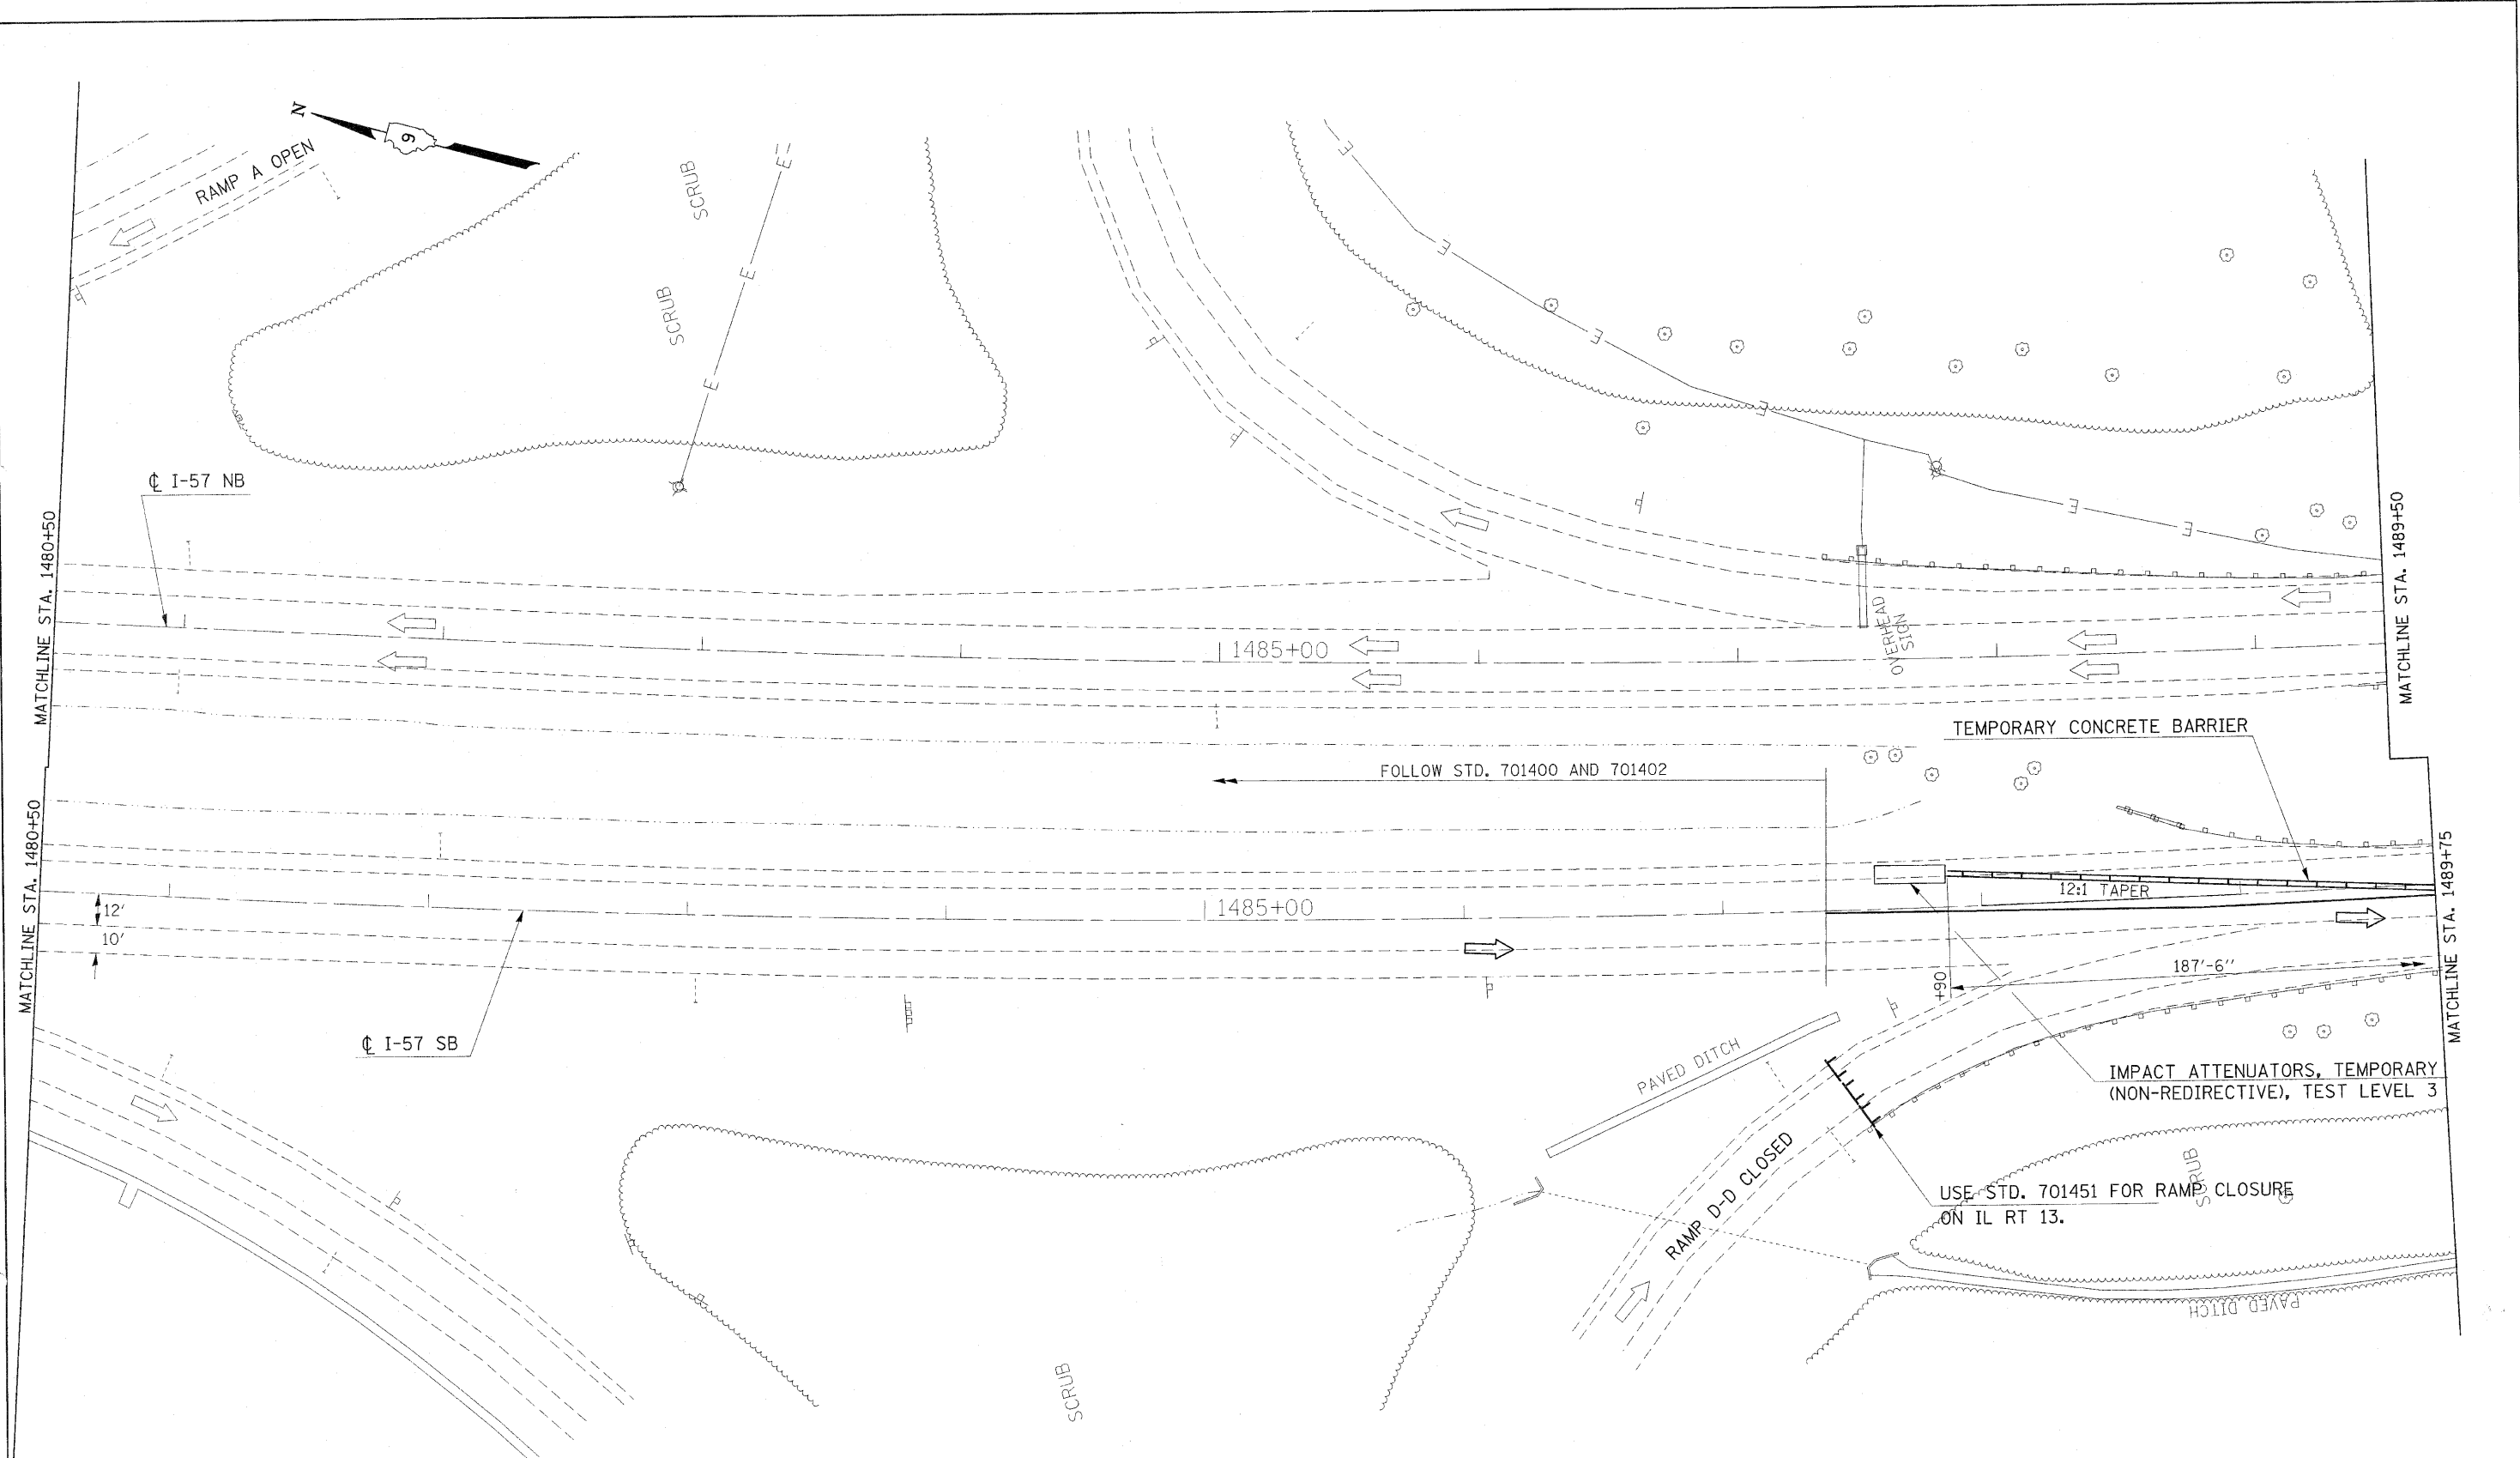 N
9
RAMP A OPEN
SCRUB
SCRUB
E
E
E
E
E
E
E
E
E
E
℄ I-57 NB
MATCHLINE STA. 1480+50
MATCHLINE STA. 1489+50
1485+00
OVERHEAD
SIGN
TEMPORARY CONCRETE BARRIER
FOLLOW STD. 701400 AND 701402
MATCHLINE STA. 1480+50
MATCHLINE STA. 1489+75
12'
10'
1485+00
12:1 TAPER
187'-6"
+90
℄ I-57 SB
PAVED DITCH
IMPACT ATTENUATORS, TEMPORARY
(NON-REDIRECTIVE), TEST LEVEL 3
RAMP D-D CLOSED
USE STD. 701451 FOR RAMP CLOSURE
ON IL RT 13.
SCRUB
PAVED DITCH
SCRUB